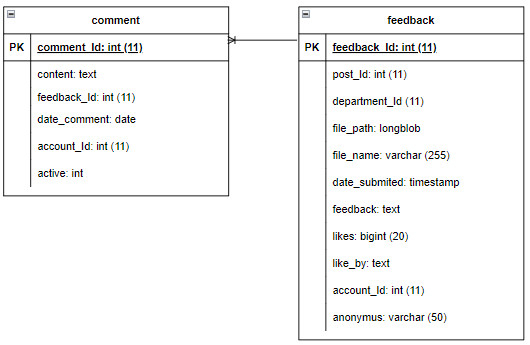 comment
PK comment_Id: int (11)
content: text
feedback_Id: int (11)
date_comment: date
account_Id: int (11)
active: int
feedback
PK feedback_Id: int (11)
post_Id: int (11)
department_Id (11)
file_path: longblob
file_name: varchar (255)
date_submited: timestamp
feedback: text
likes: bigint (20)
like_by: text
account_Id: int (11)
anonymus: varchar (50)